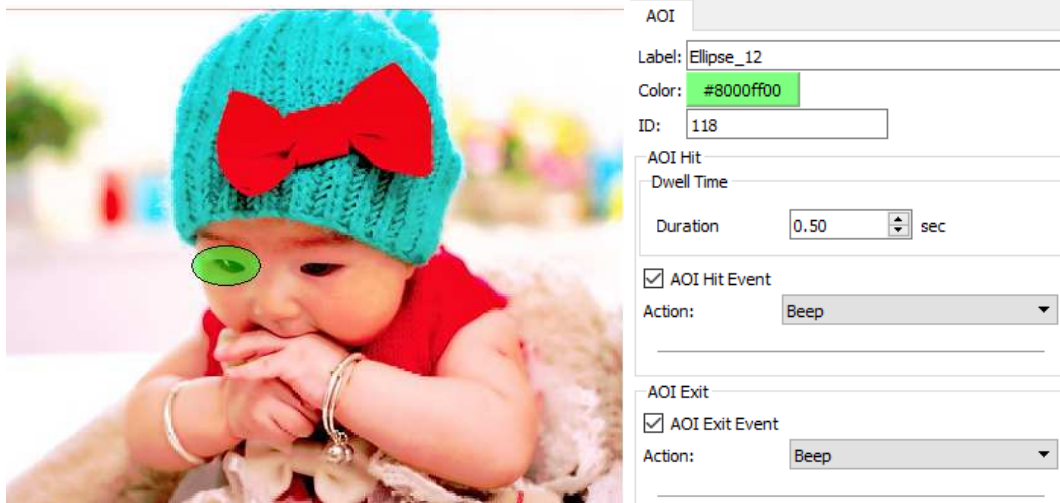 AOI
Label: Ellipse_12
Color: #8000ff00
ID: 118
AOI Hit
Dwell Time
Duration 0.50 sec
AOI Hit Event
Action: Beep
AOI Exit
AOI Exit Event
Action: Beep